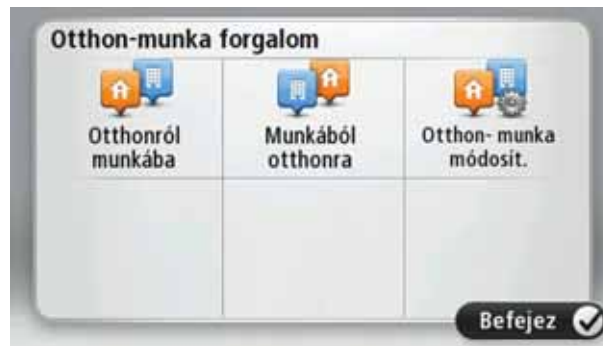 Otthon-munka forgalom
Otthonról
munkába
Munkából
otthonra
Otthon- munka
módosít.
Befejez